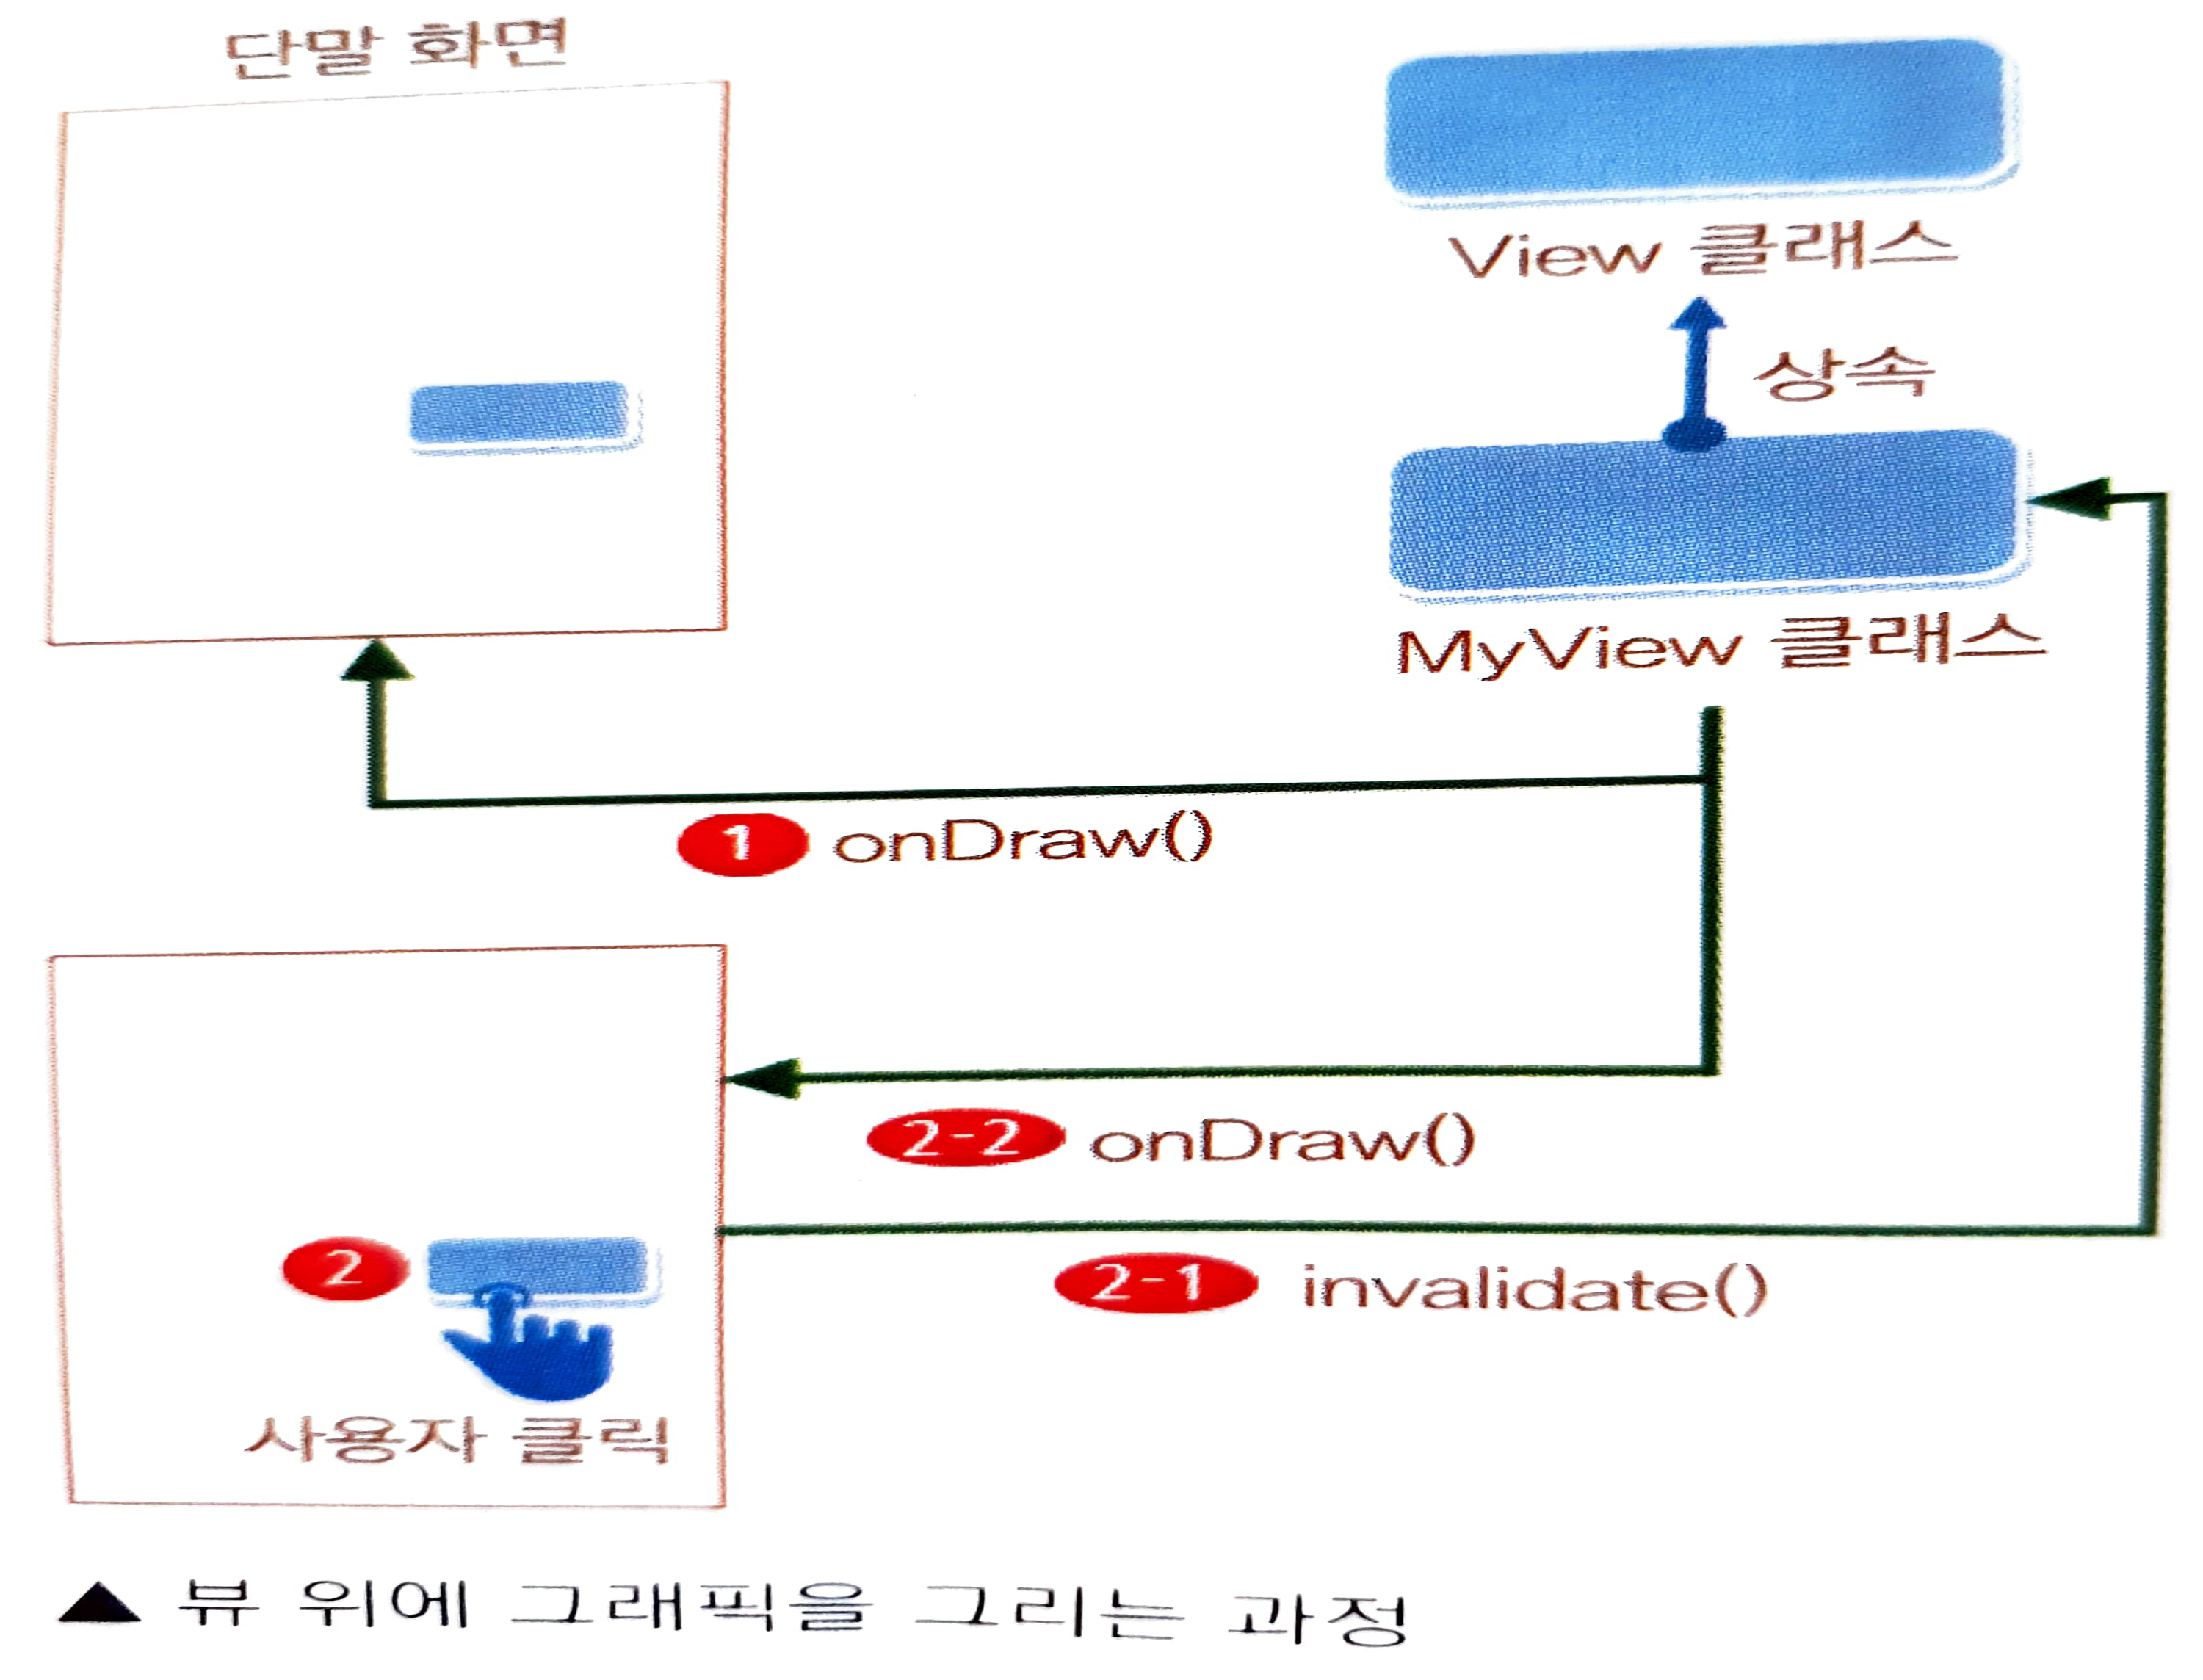 단말 화면
View 클래스
상속
MyView 클래스
1 onDraw()
2-2 onDraw()
2
2-1 invalidate()
사용자 클릭
▲ 뷰 위에 그래픽을 그리는 과정